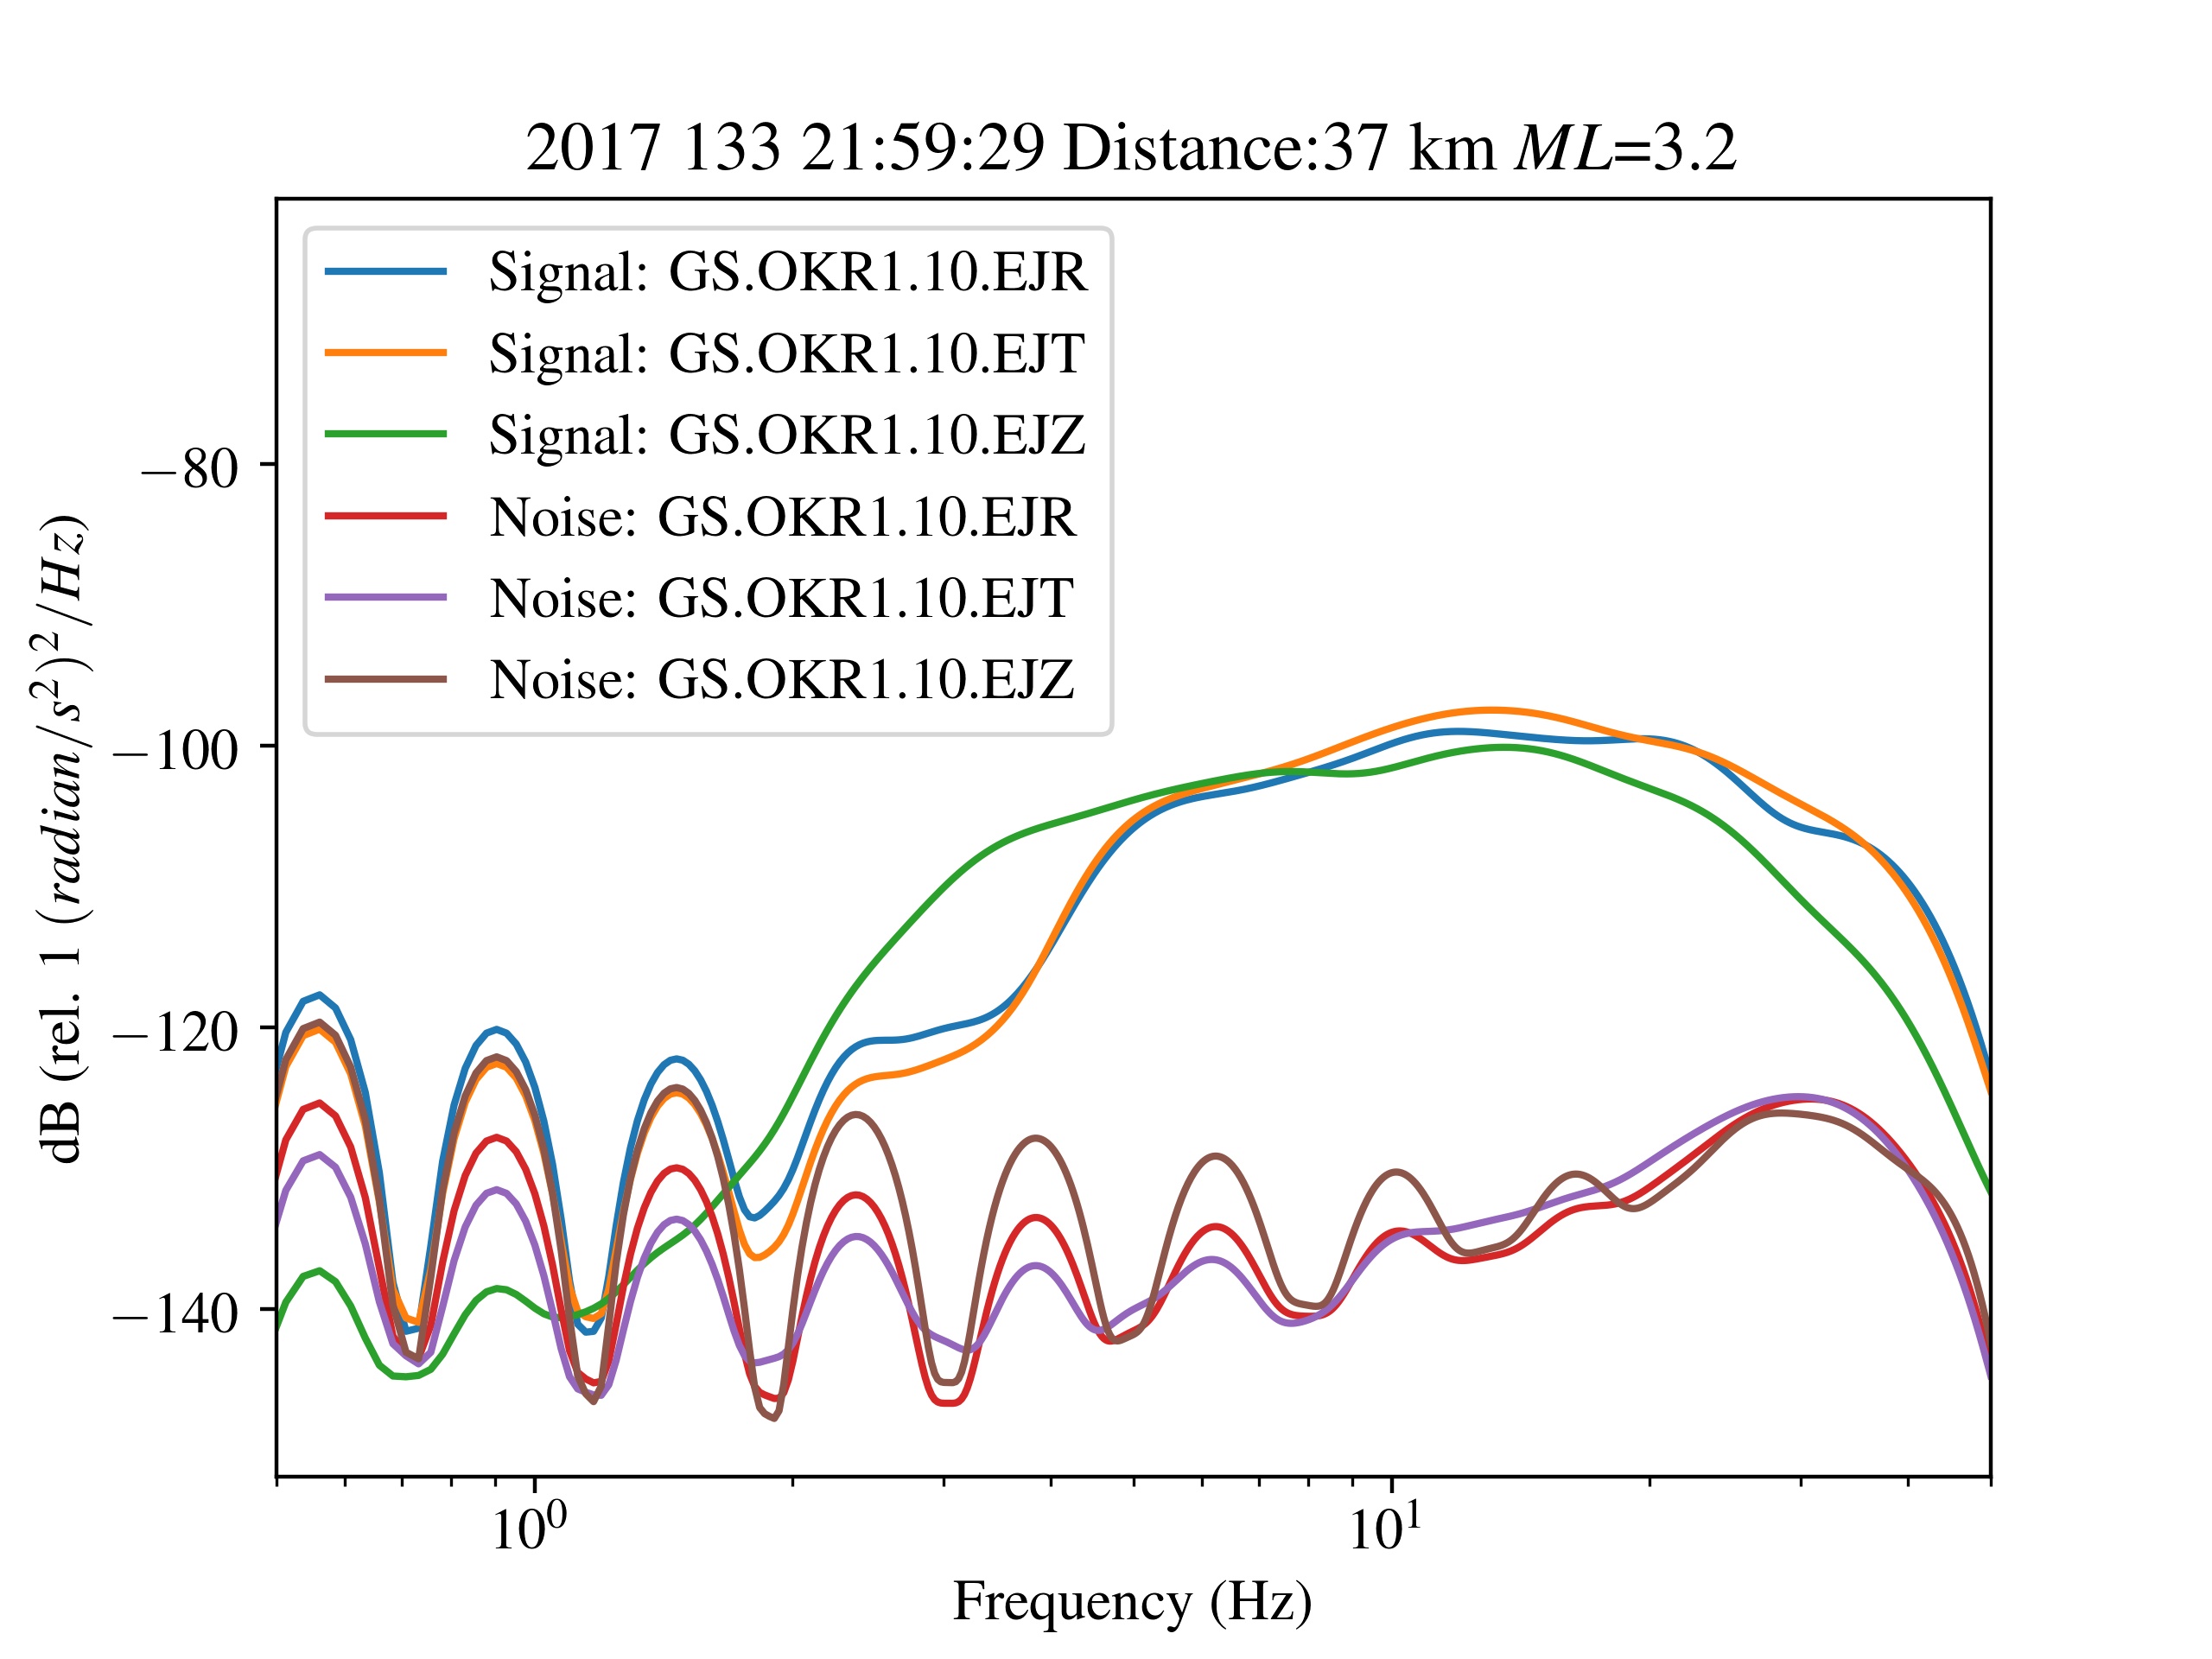 2017 133 21:59:29 Distance:37 km ML=3.2
Signal: GS.OKR1.10.EJR
Signal: GS.OKR1.10.EJT
Signal: GS.OKR1.10.EJZ
Noise: GS.OKR1.10.EJR
Noise: GS.OKR1.10.EJT
Noise: GS.OKR1.10.EJZ
dB (rel. 1 (radian/s²)²/Hz)
−80
−100
−120
−140
10⁰ 10¹
Frequency (Hz)